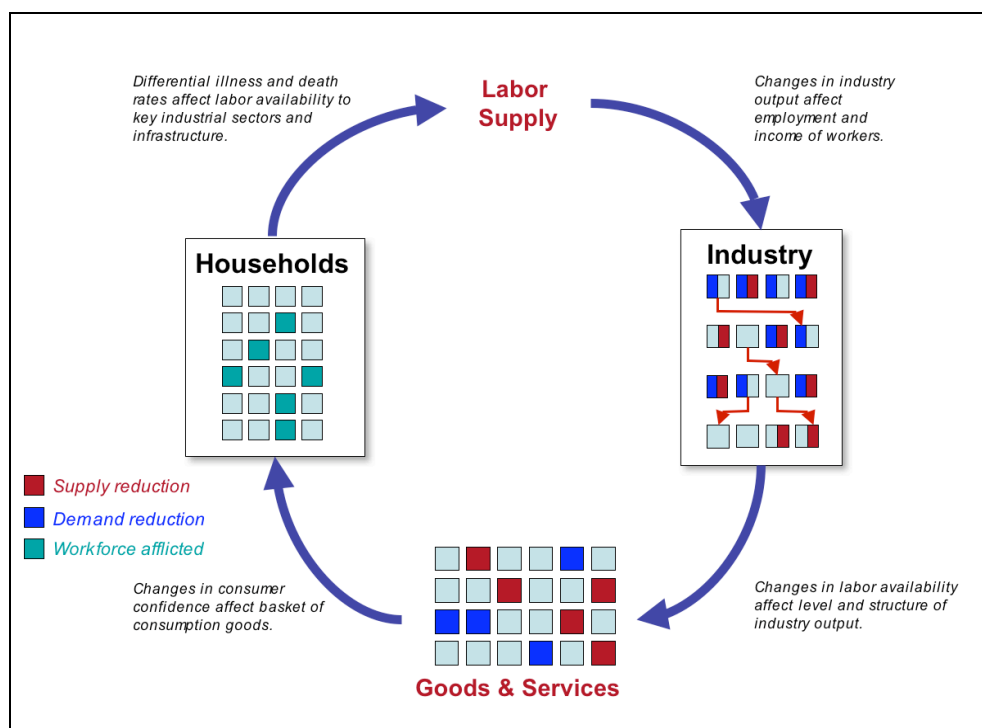 Differential illness and death
rates affect labor availability to
key industrial sectors and
infrastructure.
Labor
Supply
Changes in industry
output affect
employment and
income of workers.
Households
Industry
Supply reduction
Demand reduction
Workforce afflicted
Changes in consumer
confidence affect basket of
consumption goods.
Changes in labor availability
affect level and structure of
industry output.
Goods & Services